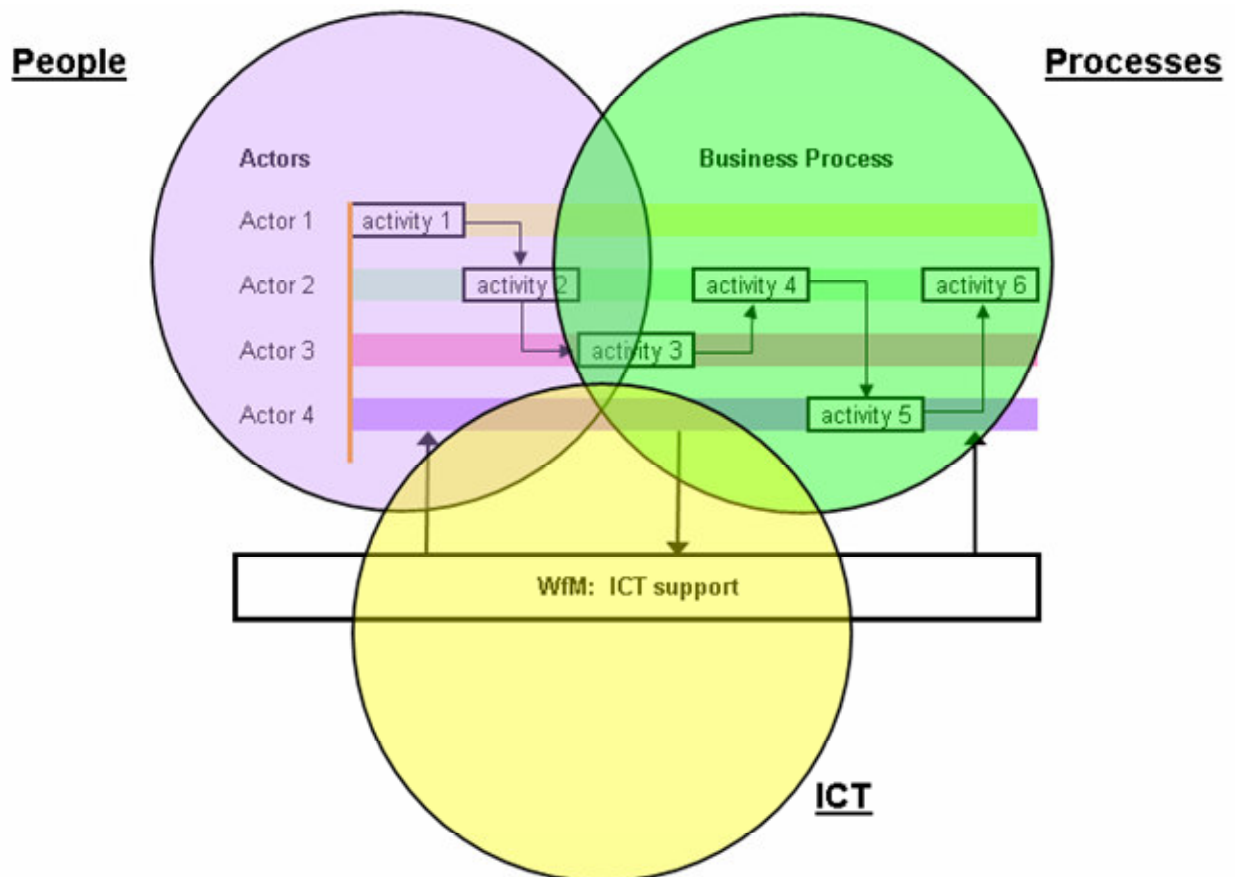 People
Processes
Actors
Business Process
Actor 1
activity 1
Actor 2
activity 2
activity 4
activity 6
Actor 3
activity 3
Actor 4
activity 5
WfM: ICT support
ICT